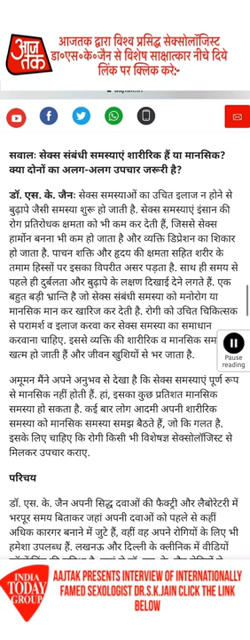 आज तक
आजतक द्वारा विश्व प्रसिद्ध सेक्सोलॉजिस्ट
डा०एस०के०जैन से विशेष साक्षात्कार नीचे दिये
लिंक पर क्लिक करें:-
सवालः सेक्स संबंधी समस्याएं शारीरिक हैं या मानसिक?
क्या दोनों का अलग-अलग उपचार जरूरी है?
डॉ. एस. के. जैनः सेक्स समस्याओं का उचित इलाज न होने से
बुढ़ापे जैसी समस्या शुरू हो जाती है. सेक्स समस्याएं इंसान की
रोग प्रतिरोधक क्षमता को भी कम कर देती हैं, जिससे सेक्स
हार्मोन बनना भी कम हो जाता है और व्यक्ति डिप्रेशन का शिकार
हो जाता है. पाचन शक्ति और हृदय की क्षमता सहित शरीर के
तमाम हिस्सों पर इसका विपरीत असर पड़ता है. साथ ही समय से
पहले ही दुर्बलता और बुढ़ापे के लक्षण दिखाई देने लगते हैं. एक
बहुत बड़ी भ्रान्ति है जो सेक्स संबंधी समस्या को मनोरोग या
मानसिक मान कर खारिज कर देती है. रोगी को उचित चिकित्सक
से परामर्श व इलाज करवा कर सेक्स समस्या का समाधान
करवाना चाहिए. इससे व्यक्ति की शारीरिक व मानसिक सम
खत्म हो जाती हैं और जीवन खुशियों से भर जाता है.
Pause
reading
अमूमन मैंने अपने अनुभव से देखा है कि सेक्स समस्याएं पूर्ण रूप
से मानसिक नहीं होती हैं. हां, इसका कुछ प्रतिशत मानसिक
समस्या हो सकता है. कई बार लोग आदमी अपनी शारीरिक
समस्या को मानसिक समस्या समझ बैठते हैं, जो कि गलत है.
इसके लिए चाहिए कि रोगी किसी भी विशेषज्ञ सेक्सोलॉजिस्ट से
मिलकर उपचार कराए.
परिचय
डॉ. एस. के. जैन अपनी सिद्ध दवाओं की फैक्ट्री और लैबोरेटरी में
भरपूर समय बिताकर जहां अपनी दवाओं को पहले से कहीं
अधिक कारगर बनाने में जुटे हैं, वहीं वह अपने रोगियों के लिए भी
हमेशा उपलब्ध हैं. लखनऊ और दिल्ली के क्लीनिक में वीडियो
INDIA
TODAY
GROUP
AAJTAK PRESENTS INTERVIEW OF INTERNATIONALLY
FAMED SEXOLOGIST DR.S.K.JAIN CLICK THE LINK
BELOW